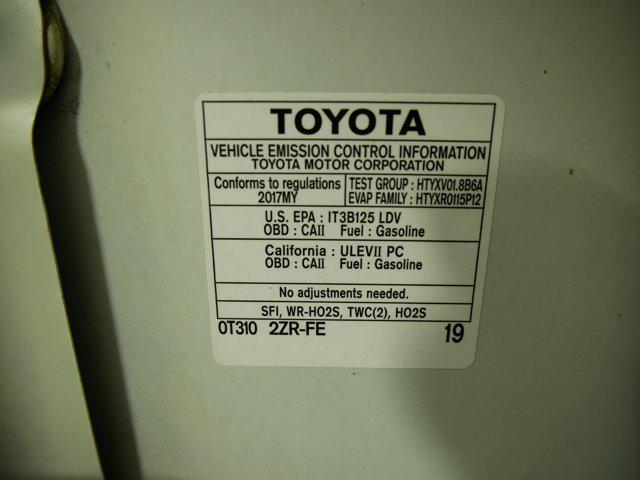 TOYOTA
VEHICLE EMISSION CONTROL INFORMATION
TOYOTA MOTOR CORPORATION
Conforms to regulations
2017MY
TEST GROUP : HTYXV01.8B6A
EVAP FAMILY : HTYXR0115P12
U.S. EPA : IT3B125 LDV
OBD : CAII Fuel : Gasoline
California : ULEVII PC
OBD : CAII Fuel : Gasoline
No adjustments needed.
SFI, WR-HO2S, TWC(2), HO2S
0T310 2ZR-FE 19